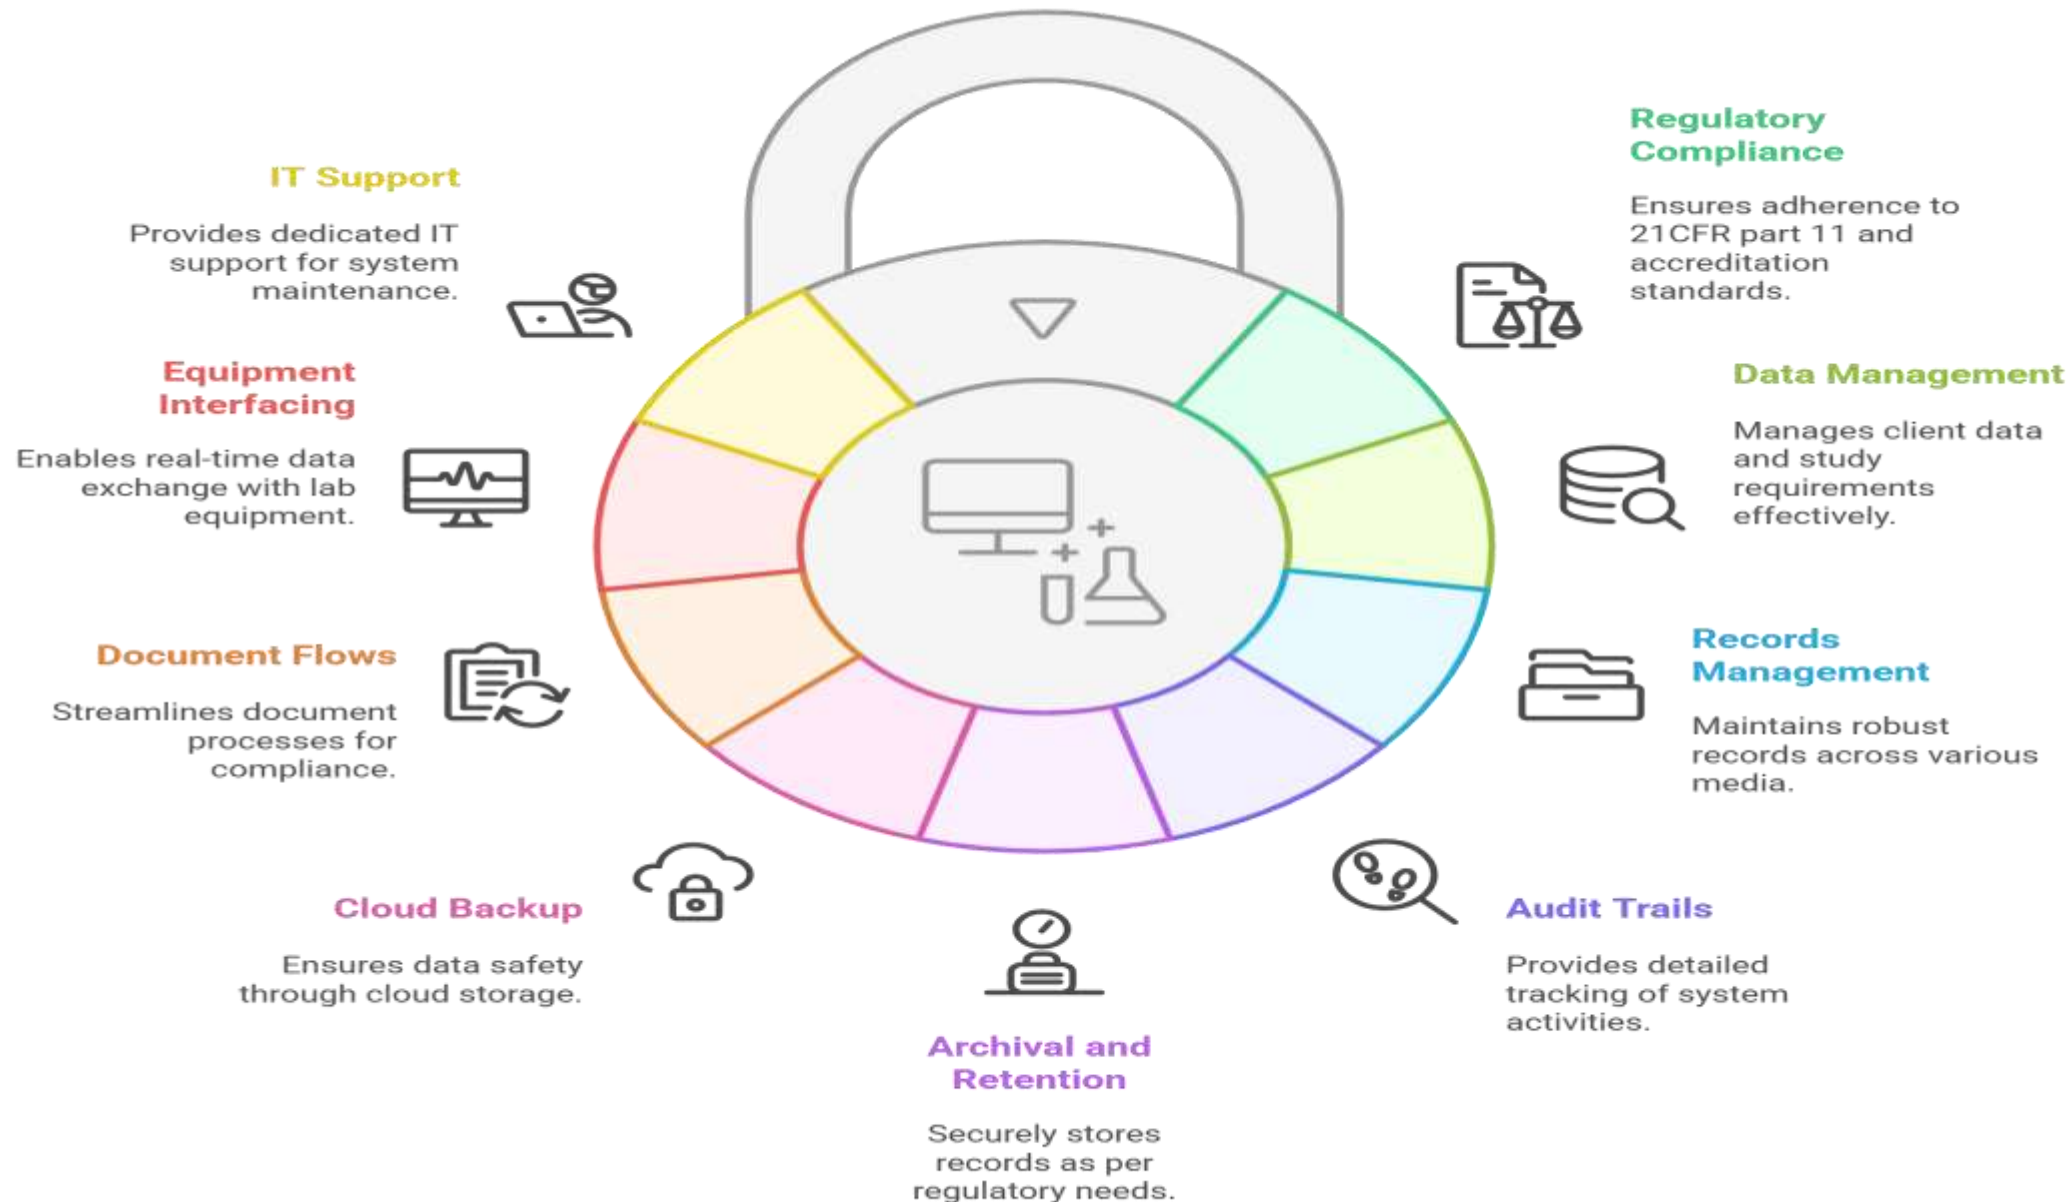 Regulatory
Compliance
Ensures adherence to
21CFR part 11 and
accreditation
standards.
Data Management
Manages client data
and study
requirements
effectively.
Records
Management
Maintains robust
records across various
media.
Audit Trails
Provides detailed
tracking of system
activities.
Archival and
Retention
Securely stores
records as per
regulatory needs.
Cloud Backup
Ensures data safety
through cloud storage.
Document Flows
Streamlines document
processes for
compliance.
Equipment
Interfacing
Enables real-time data
exchange with lab
equipment.
IT Support
Provides dedicated IT
support for system
maintenance.